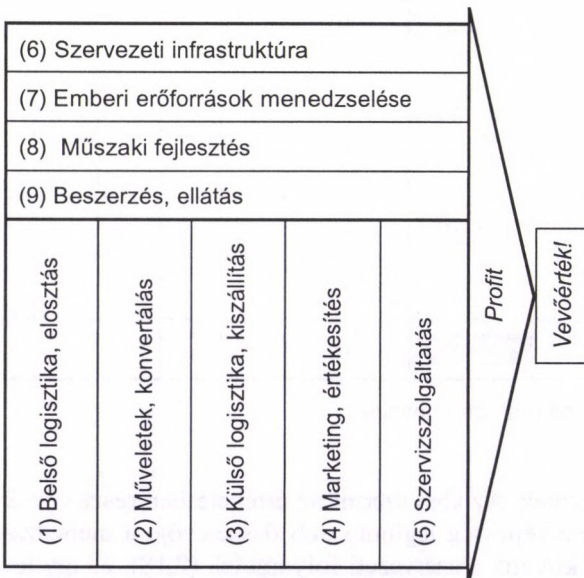 (6) Szervezeti infrastruktúra
(7) Emberi erőforrások menedzselése
(8) Műszaki fejlesztés
(9) Beszerzés, ellátás
(1) Belső logisztika, elosztás
(2) Műveletek, konvertálás
(3) Külső logisztika, kiszállítás
(4) Marketing, értékesítés
(5) Szervizszolgáltatás
Profit
Vevőérték!